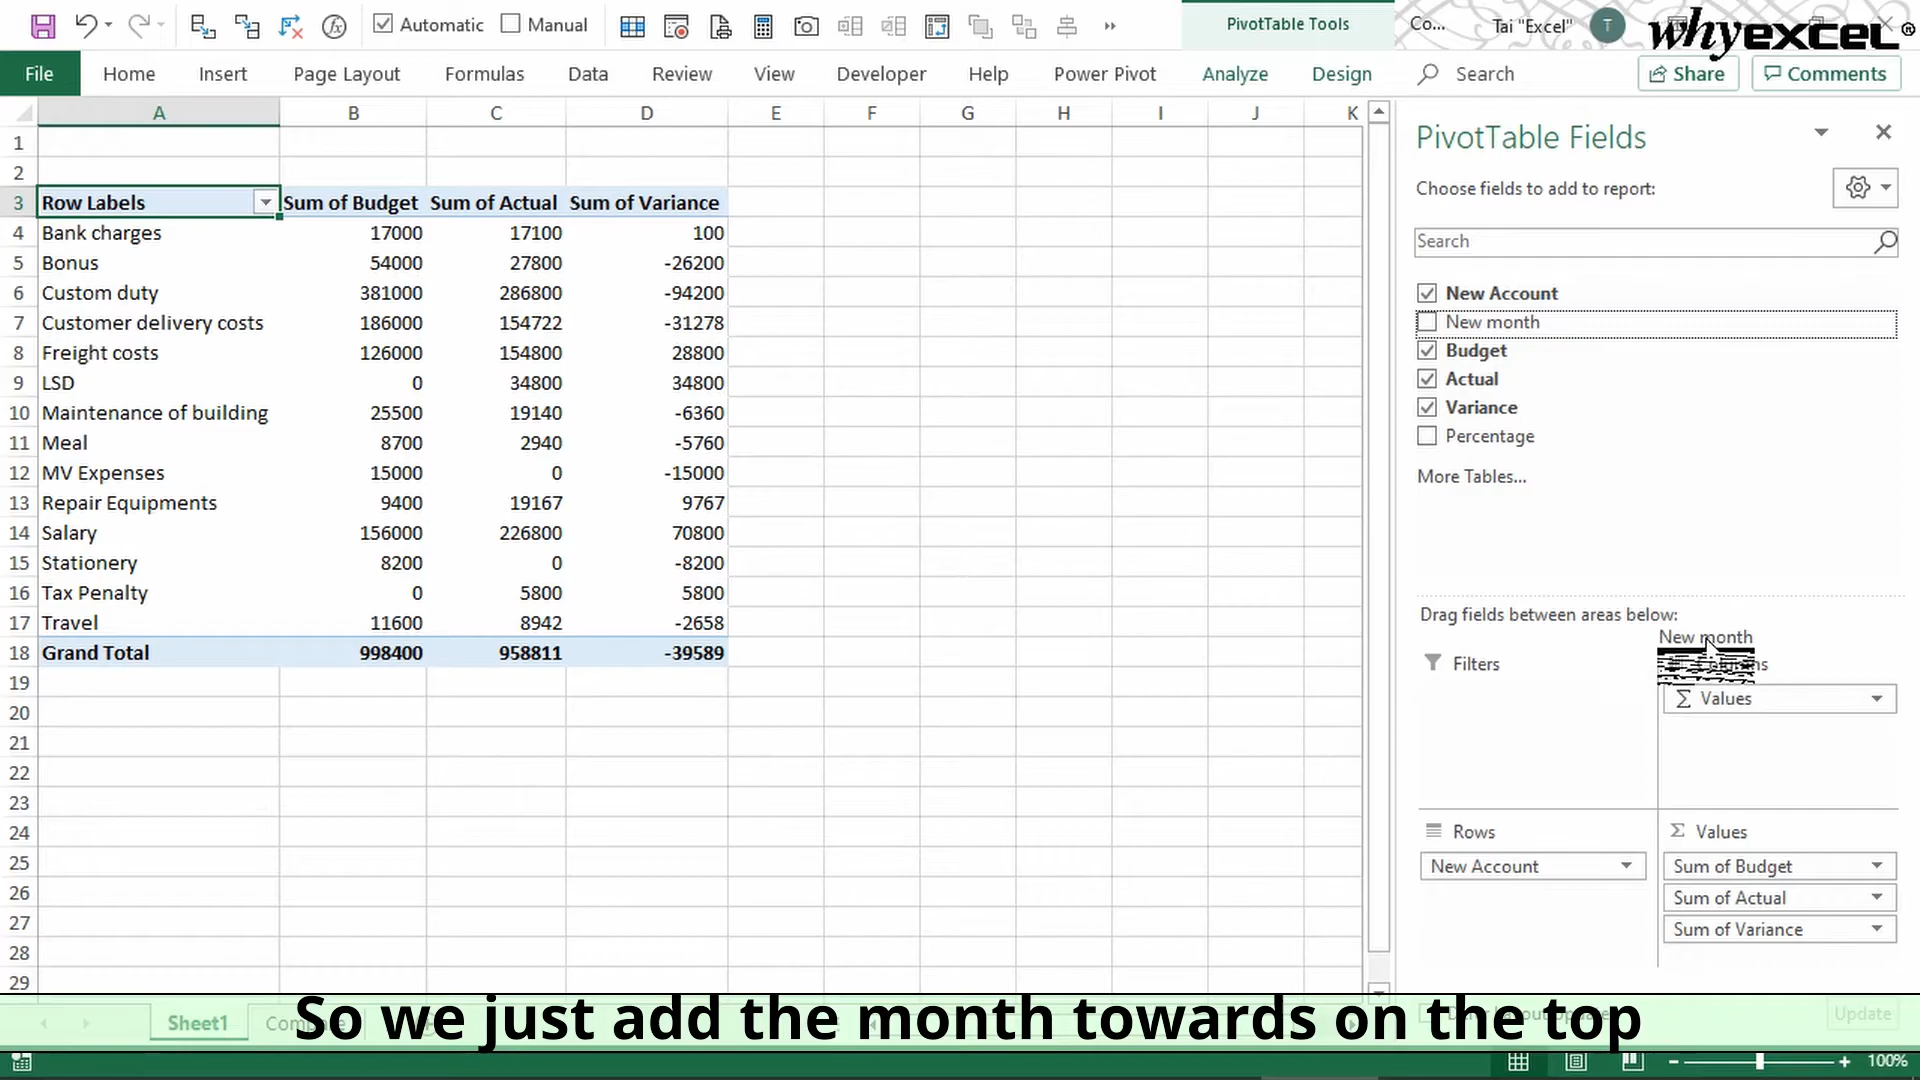 Automatic
Manual
PivotTable Tools
Co...
Tai "Excel"
T
whyexcel®
File
Home
Insert
Page Layout
Formulas
Data
Review
View
Developer
Help
Power Pivot
Analyze
Design
Search
Share
Comments
A B C D E F G H I J K
1
2
3 Row Labels Sum of Budget Sum of Actual Sum of Variance
4 Bank charges 17000 17100 100
5 Bonus 54000 27800 -26200
6 Custom duty 381000 286800 -94200
7 Customer delivery costs 186000 154722 -31278
8 Freight costs 126000 154800 28800
9 LSD 0 34800 34800
10 Maintenance of building 25500 19140 -6360
11 Meal 8700 2940 -5760
12 MV Expenses 15000 0 -15000
13 Repair Equipments 9400 19167 9767
14 Salary 156000 226800 70800
15 Stationery 8200 0 -8200
16 Tax Penalty 0 5800 5800
17 Travel 11600 8942 -2658
18 Grand Total 998400 958811 -39589
19
20
21
22
23
24
25
26
27
28
29
PivotTable Fields
Choose fields to add to report:
Search
New Account
New month
Budget
Actual
Variance
Percentage
More Tables...
Drag fields between areas below:
New month
Filters
Σ Values
Rows
Σ Values
New Account
Sum of Budget
Sum of Actual
Sum of Variance
Sheet1
Update
So we just add the month towards on the top
100%